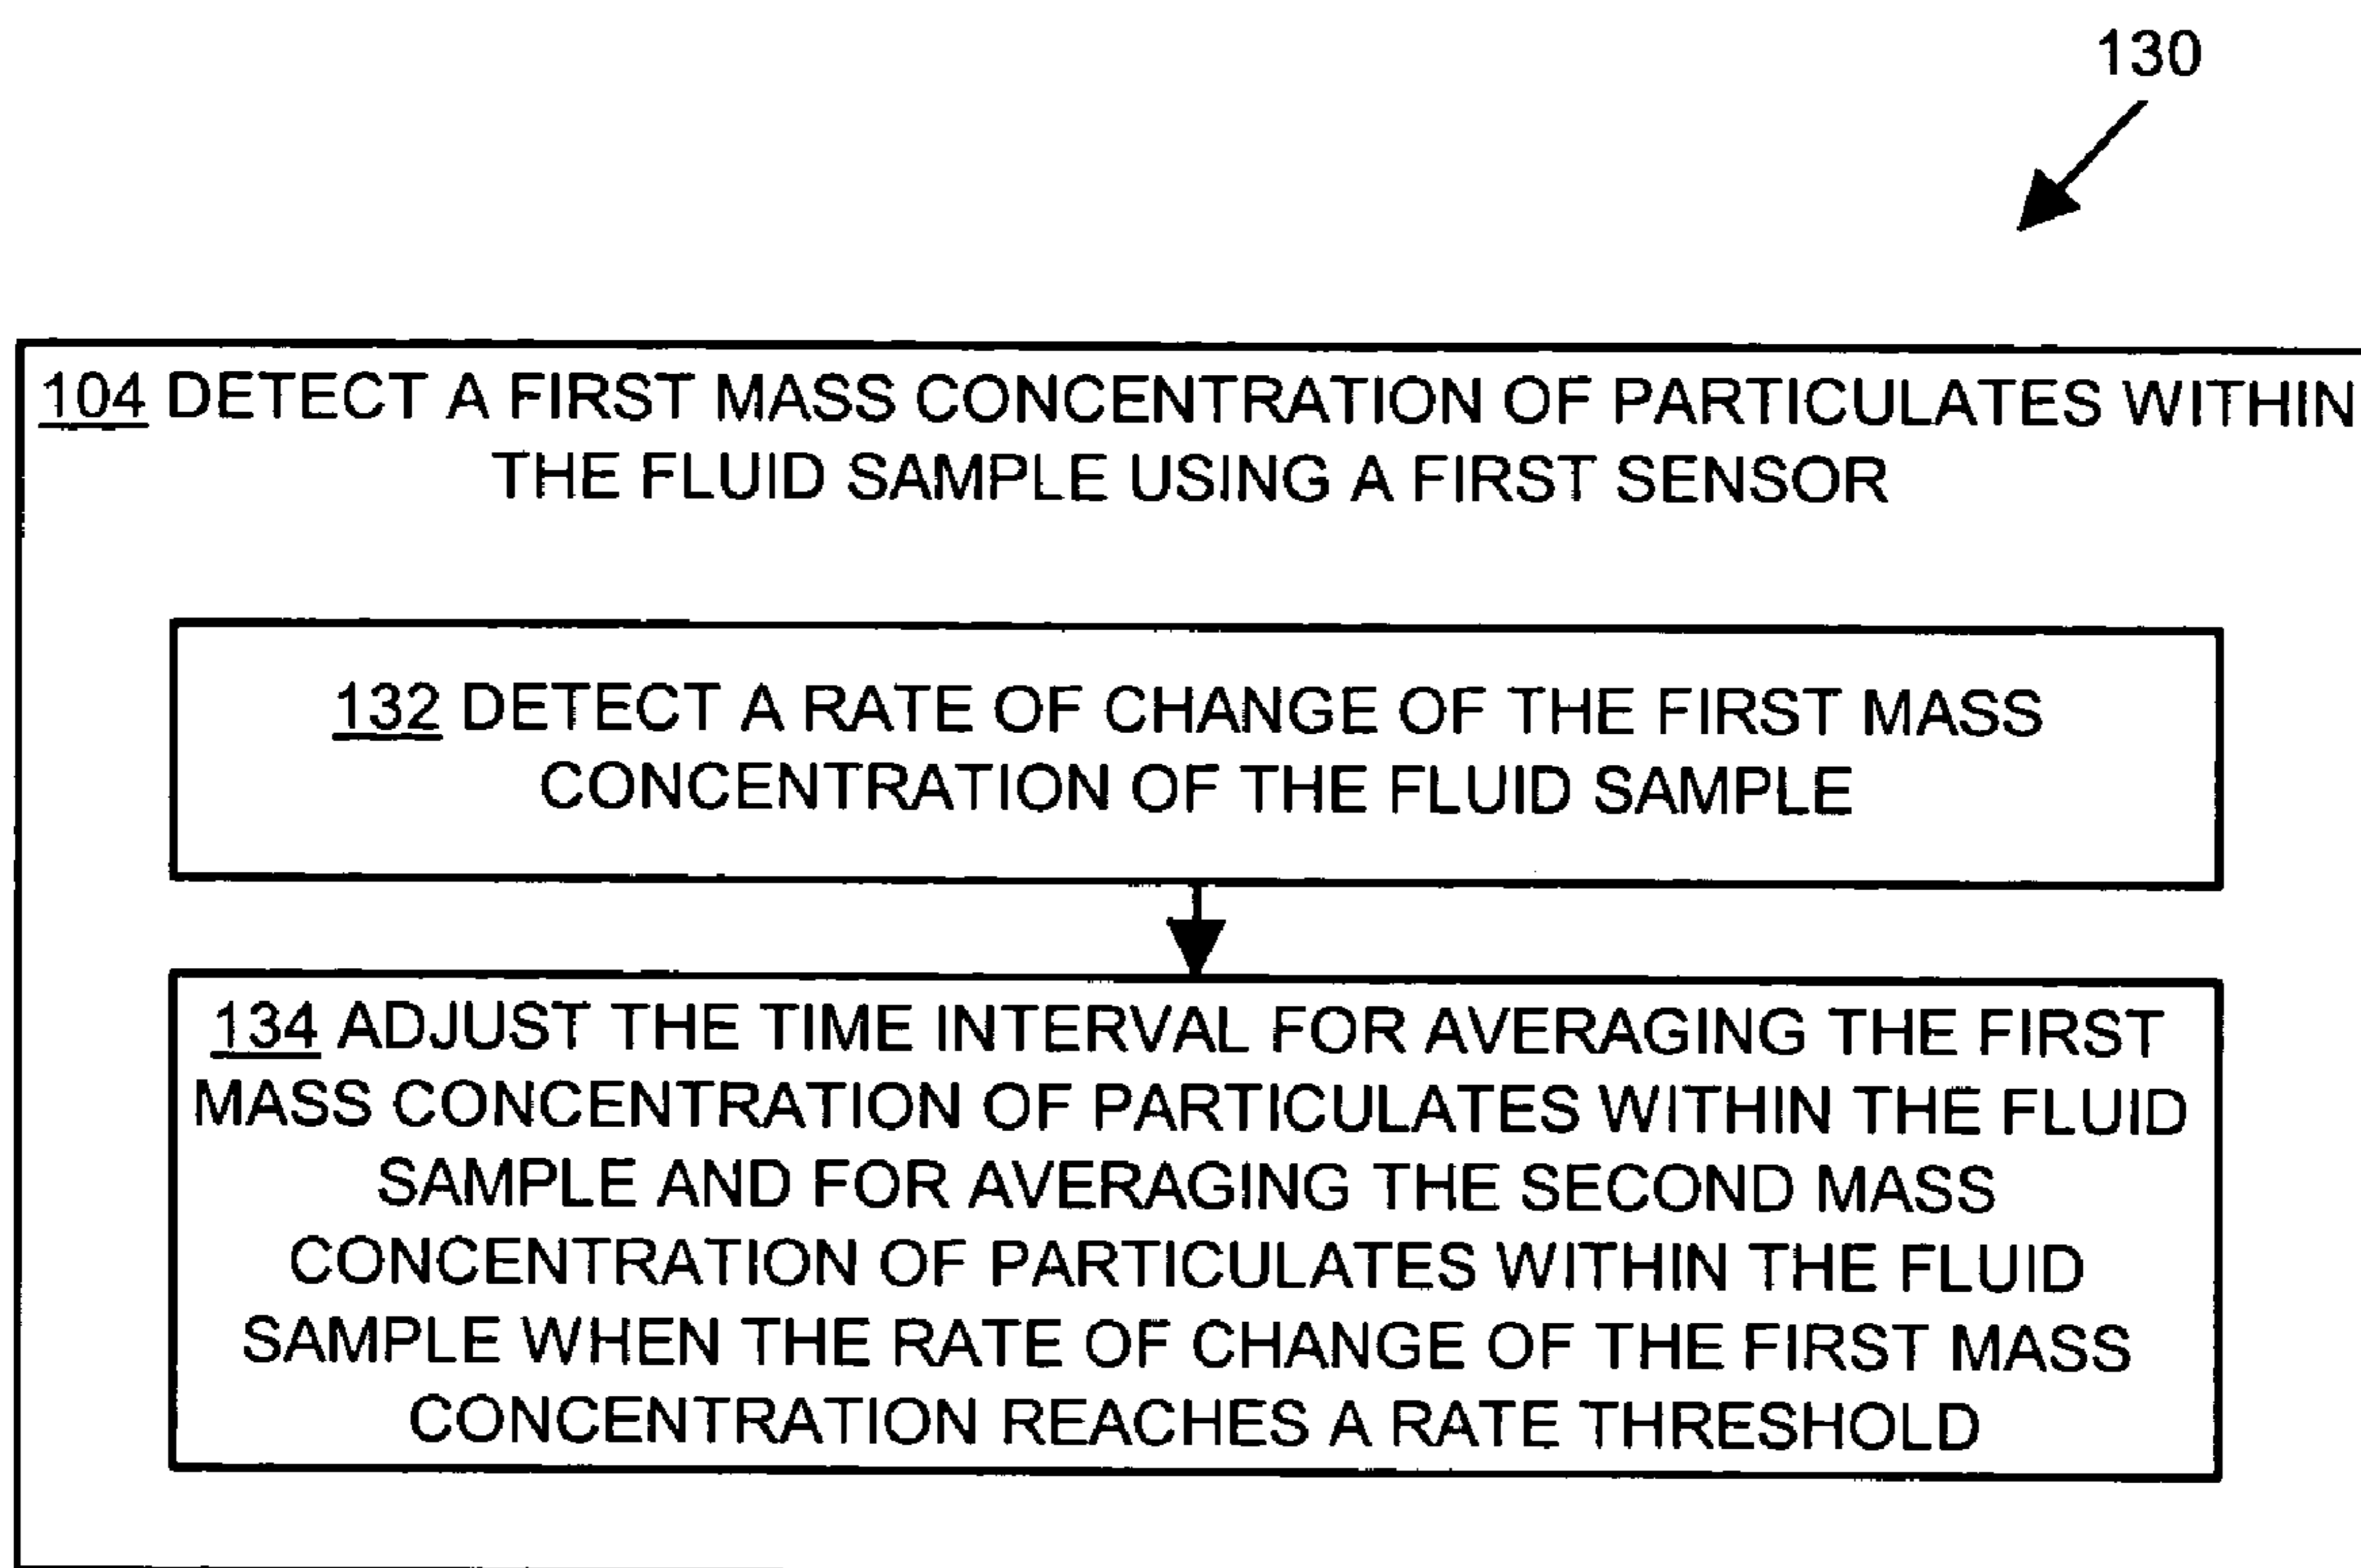 130
104 DETECT A FIRST MASS CONCENTRATION OF PARTICULATES WITHIN
THE FLUID SAMPLE USING A FIRST SENSOR
132 DETECT A RATE OF CHANGE OF THE FIRST MASS
CONCENTRATION OF THE FLUID SAMPLE
134 ADJUST THE TIME INTERVAL FOR AVERAGING THE FIRST
MASS CONCENTRATION OF PARTICULATES WITHIN THE FLUID
SAMPLE AND FOR AVERAGING THE SECOND MASS
CONCENTRATION OF PARTICULATES WITHIN THE FLUID
SAMPLE WHEN THE RATE OF CHANGE OF THE FIRST MASS
CONCENTRATION REACHES A RATE THRESHOLD